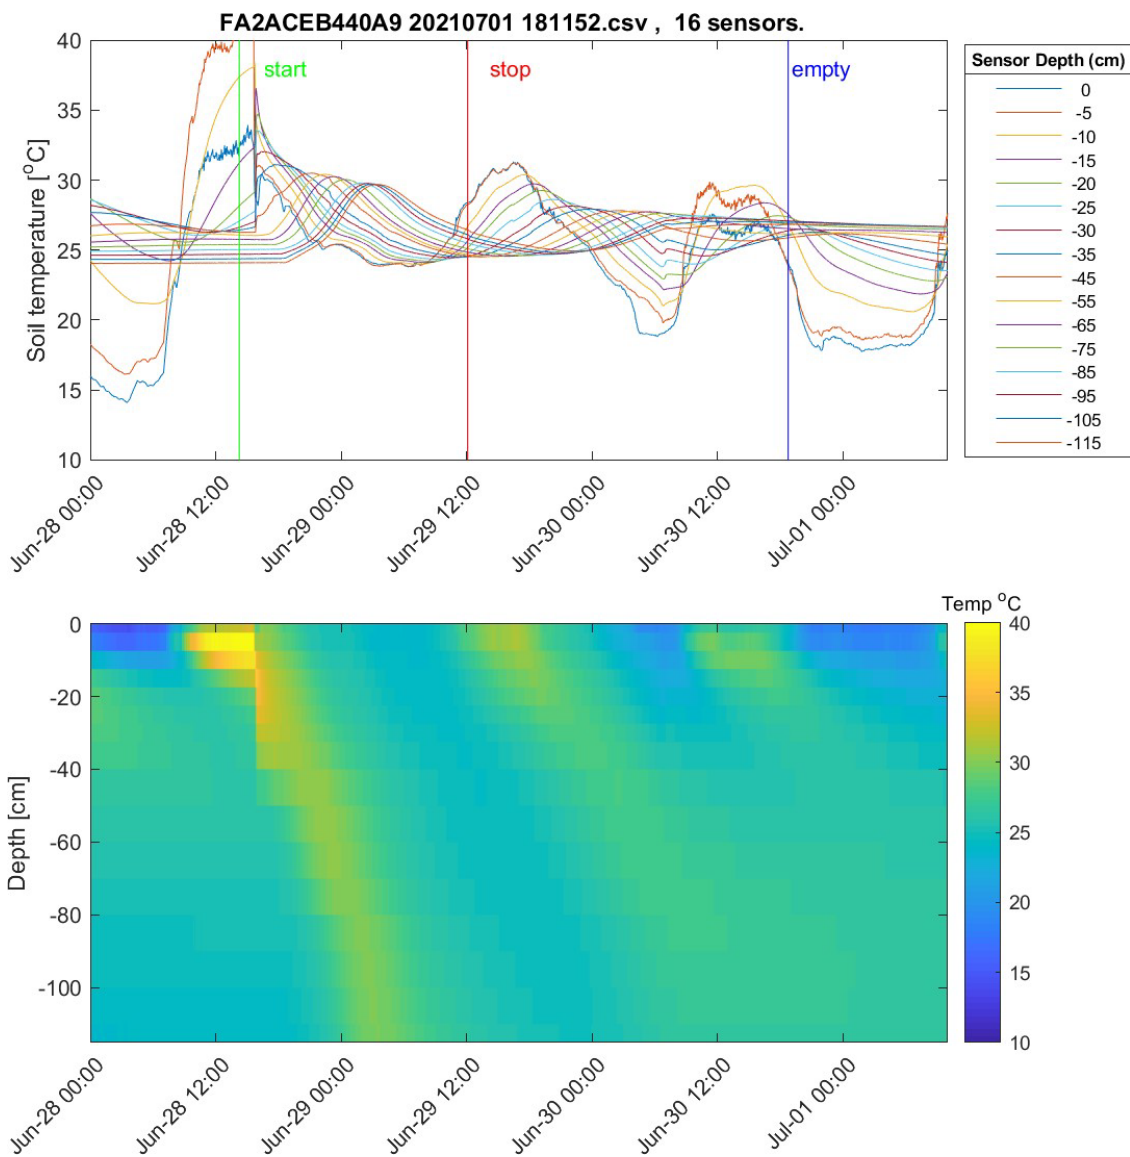 FA2ACEB440A9 20210701 181152.csv ,  16 sensors.
40
35
30
25
20
15
10
Soil temperature [°C]
start
stop
empty
Jun-28 00:00
Jun-28 12:00
Jun-29 00:00
Jun-29 12:00
Jun-30 00:00
Jun-30 12:00
Jul-01 00:00
Sensor Depth (cm)
0
-5
-10
-15
-20
-25
-30
-35
-45
-55
-65
-75
-85
-95
-105
-115
Temp °C
0
-20
-40
-60
-80
-100
Depth [cm]
Jun-28 00:00
Jun-28 12:00
Jun-29 00:00
Jun-29 12:00
Jun-30 00:00
Jun-30 12:00
Jul-01 00:00
40
35
30
25
20
15
10